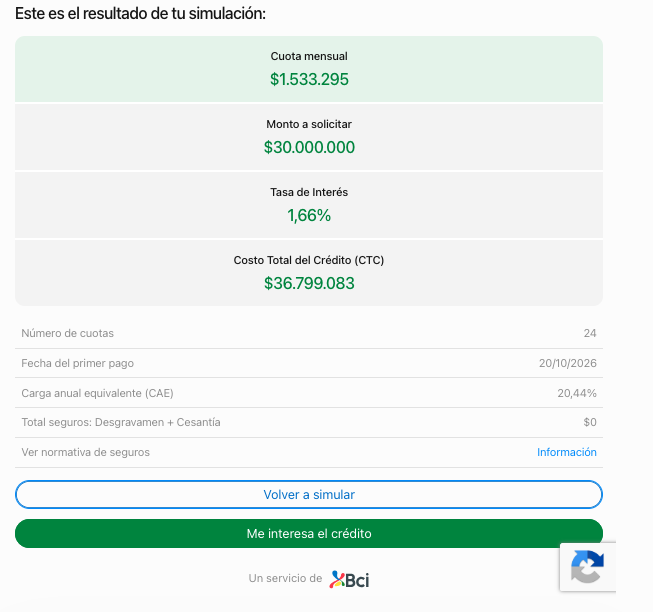 Este es el resultado de tu simulación:
Cuota mensual
$1.533.295
Monto a solicitar
$30.000.000
Tasa de Interés
1,66%
Costo Total del Crédito (CTC)
$36.799.083
Número de cuotas 24
Fecha del primer pago 20/10/2026
Carga anual equivalente (CAE) 20,44%
Total seguros: Desgravamen + Cesantía $0
Ver normativa de seguros Información
Volver a simular
Me interesa el crédito
Un servicio de Bci